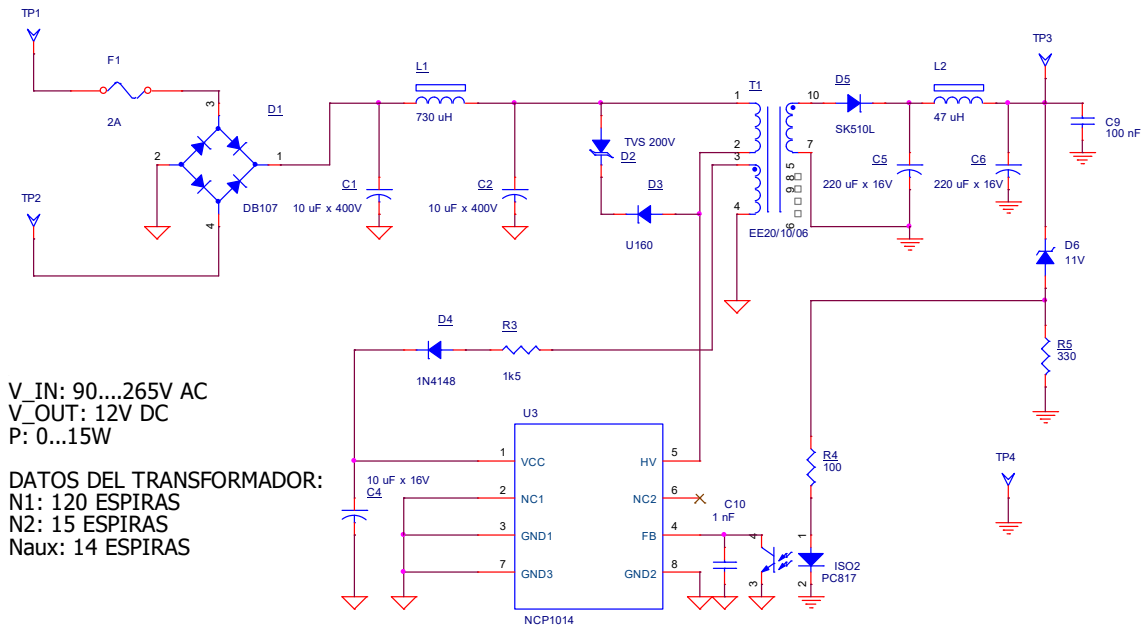 TP1
F1
2A
TP2
D1
3
2
1
4
DB107
C1
10 uF x 400V
L1
730 uH
C2
10 uF x 400V
TVS 200V
D2
D3
U160
T1
1
2
3
4
10
7
5
8
9
6
EE20/10/06
D5
SK510L
C5
220 uF x 16V
L2
47 uH
C6
220 uF x 16V
TP3
C9
100 nF
D6
11V
R5
330
TP4
D4
1N4148
R3
1k5
V_IN: 90....265V AC
V_OUT: 12V DC
P: 0...15W
DATOS DEL TRANSFORMADOR:
N1: 120 ESPIRAS
N2: 15 ESPIRAS
Naux: 14 ESPIRAS
10 uF x 16V
C4
U3
1 VCC
2 NC1
3 GND1
7 GND3
HV 5
NC2 6
FB 4
GND2 8
NCP1014
C10
1 nF
4
3
R4
100
1
2
ISO2
PC817